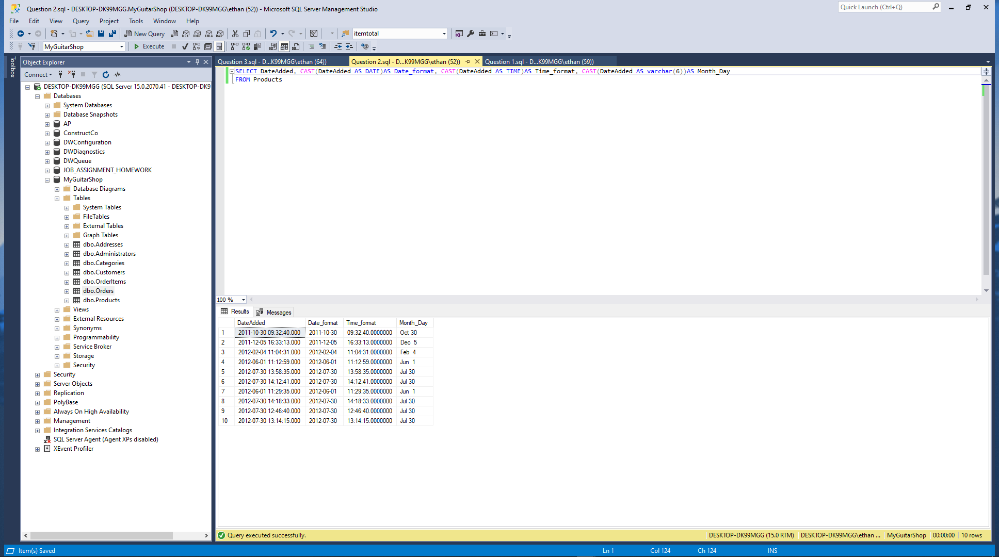 Question 2.sql - DESKTOP-DK99MGG.MyGuitarShop (DESKTOP-DK99MGG\ethan (52)) - Microsoft SQL Server Management Studio
Quick Launch (Ctrl+Q)
File Edit View Query Project Tools Window Help
New Query
MDX DMX XMLA DAX
itemtotal
MyGuitarShop
Execute
Toolbox
Object Explorer
Question 3.sql - D...K99MGG\ethan (64))
Question 2.sql - D...K99MGG\ethan (52))
Question 1.sql - D...K99MGG\ethan (59))
Connect
SELECT DateAdded, CAST(DateAdded AS DATE)AS Date_format, CAST(DateAdded AS TIME)AS Time_format, CAST(DateAdded AS varchar(6))AS Month_Day
FROM Products
DESKTOP-DK99MGG (SQL Server 15.0.2070.41 - DESKTOP-DK9
Databases
System Databases
Database Snapshots
AP
ConstructCo
DWConfiguration
DWDiagnostics
DWQueue
JOB_ASSIGNMENT_HOMEWORK
MyGuitarShop
Database Diagrams
Tables
System Tables
FileTables
External Tables
Graph Tables
dbo.Addresses
dbo.Administrators
dbo.Categories
dbo.Customers
dbo.OrderItems
dbo.Orders
dbo.Products
Views
External Resources
Synonyms
Programmability
Service Broker
Storage
Security
Security
Server Objects
Replication
PolyBase
Always On High Availability
Management
Integration Services Catalogs
SQL Server Agent (Agent XPs disabled)
XEvent Profiler
100 %
Results Messages
DateAdded Date_format Time_format Month_Day
1 2011-10-30 09:32:40.000 2011-10-30 09:32:40.0000000 Oct 30
2 2011-12-05 16:33:13.000 2011-12-05 16:33:13.0000000 Dec  5
3 2012-02-04 11:04:31.000 2012-02-04 11:04:31.0000000 Feb  4
4 2012-06-01 11:12:59.000 2012-06-01 11:12:59.0000000 Jun  1
5 2012-07-30 13:58:35.000 2012-07-30 13:58:35.0000000 Jul 30
6 2012-07-30 14:12:41.000 2012-07-30 14:12:41.0000000 Jul 30
7 2012-06-01 11:29:35.000 2012-06-01 11:29:35.0000000 Jun  1
8 2012-07-30 14:18:33.000 2012-07-30 14:18:33.0000000 Jul 30
9 2012-07-30 12:46:40.000 2012-07-30 12:46:40.0000000 Jul 30
10 2012-07-30 13:14:15.000 2012-07-30 13:14:15.0000000 Jul 30
Query executed successfully.
DESKTOP-DK99MGG (15.0 RTM) DESKTOP-DK99MGG\ethan ... MyGuitarShop 00:00:00 10 rows
Item(s) Saved
Ln 1 Col 124 Ch 124 INS